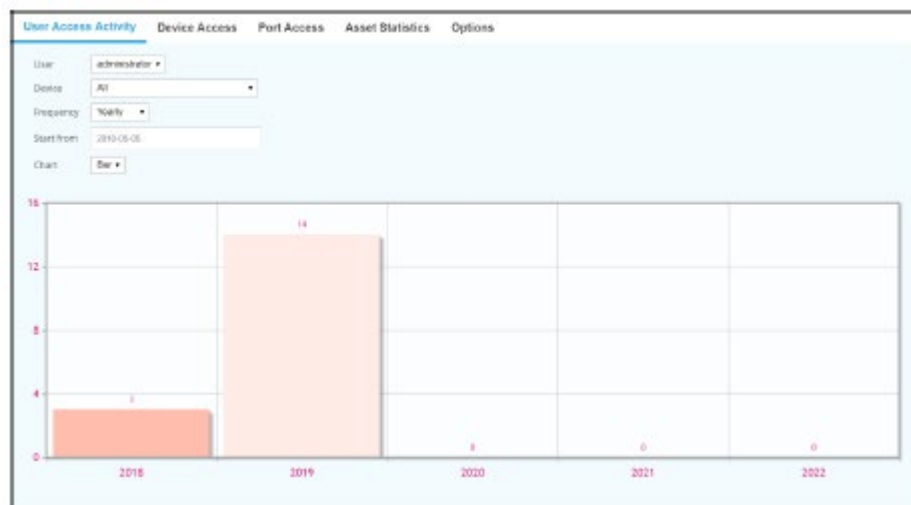 User Access Activity Device Access Port Access Asset Statistics Options
User administrator
Device All
Frequency Yearly
Start from
Chart Bar
16
14
12
8
4
3
0 0 0 0
2018 2019 2020 2021 2022